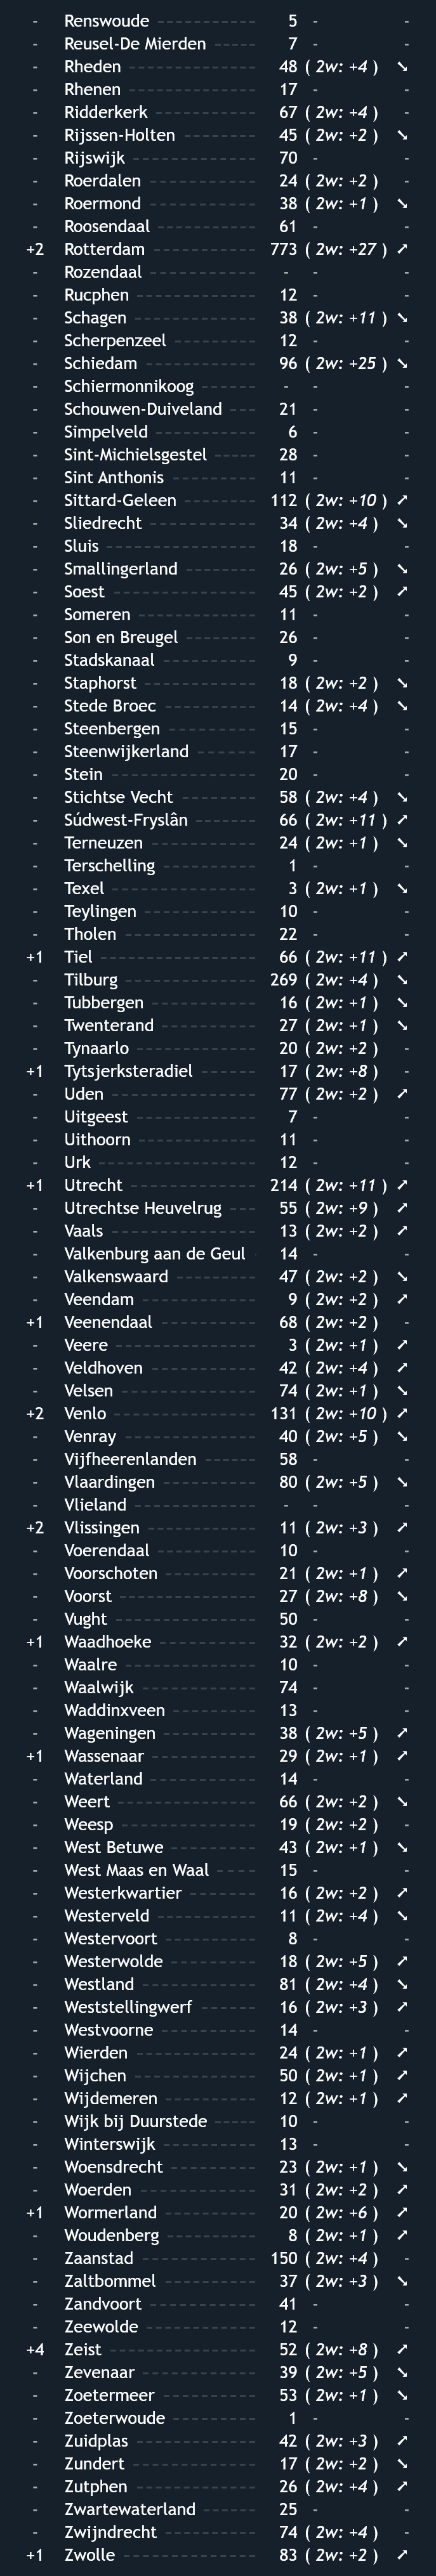 - Renswoude 5 - -
- Reusel-De Mierden 7 - -
- Rheden 48 ( 2w: +4 ) ➘
- Rhenen 17 - -
- Ridderkerk 67 ( 2w: +4 ) -
- Rijssen-Holten 45 ( 2w: +2 ) ➘
- Rijswijk 70 - -
- Roerdalen 24 ( 2w: +2 ) -
- Roermond 38 ( 2w: +1 ) ➘
- Roosendaal 61 - -
+2 Rotterdam 773 ( 2w: +27 ) ➚
- Rozendaal - - -
- Rucphen 12 - -
- Schagen 38 ( 2w: +11 ) ➘
- Scherpenzeel 12 - -
- Schiedam 96 ( 2w: +25 ) ➘
- Schiermonnikoog - - -
- Schouwen-Duiveland 21 - -
- Simpelveld 6 - -
- Sint-Michielsgestel 28 - -
- Sint Anthonis 11 - -
- Sittard-Geleen 112 ( 2w: +10 ) ➚
- Sliedrecht 34 ( 2w: +4 ) ➘
- Sluis 18 - -
- Smallingerland 26 ( 2w: +5 ) ➘
- Soest 45 ( 2w: +2 ) ➚
- Someren 11 - -
- Son en Breugel 26 - -
- Stadskanaal 9 - -
- Staphorst 18 ( 2w: +2 ) ➘
- Stede Broec 14 ( 2w: +4 ) ➘
- Steenbergen 15 - -
- Steenwijkerland 17 - -
- Stein 20 - -
- Stichtse Vecht 58 ( 2w: +4 ) ➘
- Súdwest-Fryslân 66 ( 2w: +11 ) ➚
- Terneuzen 24 ( 2w: +1 ) ➘
- Terschelling 1 - -
- Texel 3 ( 2w: +1 ) ➘
- Teylingen 10 - -
- Tholen 22 - -
+1 Tiel 66 ( 2w: +11 ) ➚
- Tilburg 269 ( 2w: +4 ) ➘
- Tubbergen 16 ( 2w: +1 ) ➘
- Twenterand 27 ( 2w: +1 ) ➘
- Tynaarlo 20 ( 2w: +2 ) -
+1 Tytsjerksteradiel 17 ( 2w: +8 ) -
- Uden 77 ( 2w: +2 ) ➚
- Uitgeest 7 - -
- Uithoorn 11 - -
- Urk 12 - -
+1 Utrecht 214 ( 2w: +11 ) ➚
- Utrechtse Heuvelrug 55 ( 2w: +9 ) ➚
- Vaals 13 ( 2w: +2 ) ➚
- Valkenburg aan de Geul 14 - -
- Valkenswaard 47 ( 2w: +2 ) ➘
- Veendam 9 ( 2w: +2 ) ➚
+1 Veenendaal 68 ( 2w: +2 ) -
- Veere 3 ( 2w: +1 ) ➚
- Veldhoven 42 ( 2w: +4 ) ➚
- Velsen 74 ( 2w: +1 ) ➘
+2 Venlo 131 ( 2w: +10 ) ➚
- Venray 40 ( 2w: +5 ) ➘
- Vijfheerenlanden 58 - -
- Vlaardingen 80 ( 2w: +5 ) ➘
- Vlieland - - -
+2 Vlissingen 11 ( 2w: +3 ) ➚
- Voerendaal 10 - -
- Voorschoten 21 ( 2w: +1 ) ➚
- Voorst 27 ( 2w: +8 ) ➘
- Vught 50 - -
+1 Waadhoeke 32 ( 2w: +2 ) ➚
- Waalre 10 - -
- Waalwijk 74 - -
- Waddinxveen 13 - -
- Wageningen 38 ( 2w: +5 ) ➚
+1 Wassenaar 29 ( 2w: +1 ) ➚
- Waterland 14 - -
- Weert 66 ( 2w: +2 ) ➘
- Weesp 19 ( 2w: +2 ) -
- West Betuwe 43 ( 2w: +1 ) ➘
- West Maas en Waal 15 - -
- Westerkwartier 16 ( 2w: +2 ) ➚
- Westerveld 11 ( 2w: +4 ) ➘
- Westervoort 8 - -
- Westerwolde 18 ( 2w: +5 ) ➚
- Westland 81 ( 2w: +4 ) ➘
- Weststellingwerf 16 ( 2w: +3 ) ➚
- Westvoorne 14 - -
- Wierden 24 ( 2w: +1 ) ➚
- Wijchen 50 ( 2w: +1 ) ➚
- Wijdemeren 12 ( 2w: +1 ) ➚
- Wijk bij Duurstede 10 - -
- Winterswijk 13 - -
- Woensdrecht 23 ( 2w: +1 ) ➘
- Woerden 31 ( 2w: +2 ) ➚
+1 Wormerland 20 ( 2w: +6 ) ➚
- Woudenberg 8 ( 2w: +1 ) ➚
- Zaanstad 150 ( 2w: +4 ) -
- Zaltbommel 37 ( 2w: +3 ) ➘
- Zandvoort 41 - -
- Zeewolde 12 - -
+4 Zeist 52 ( 2w: +8 ) ➚
- Zevenaar 39 ( 2w: +5 ) ➘
- Zoetermeer 53 ( 2w: +1 ) ➘
- Zoeterwoude 1 - -
- Zuidplas 42 ( 2w: +3 ) ➚
- Zundert 17 ( 2w: +2 ) ➘
- Zutphen 26 ( 2w: +4 ) ➚
- Zwartewaterland 25 - -
- Zwijndrecht 74 ( 2w: +4 ) -
+1 Zwolle 83 ( 2w: +2 ) ➚